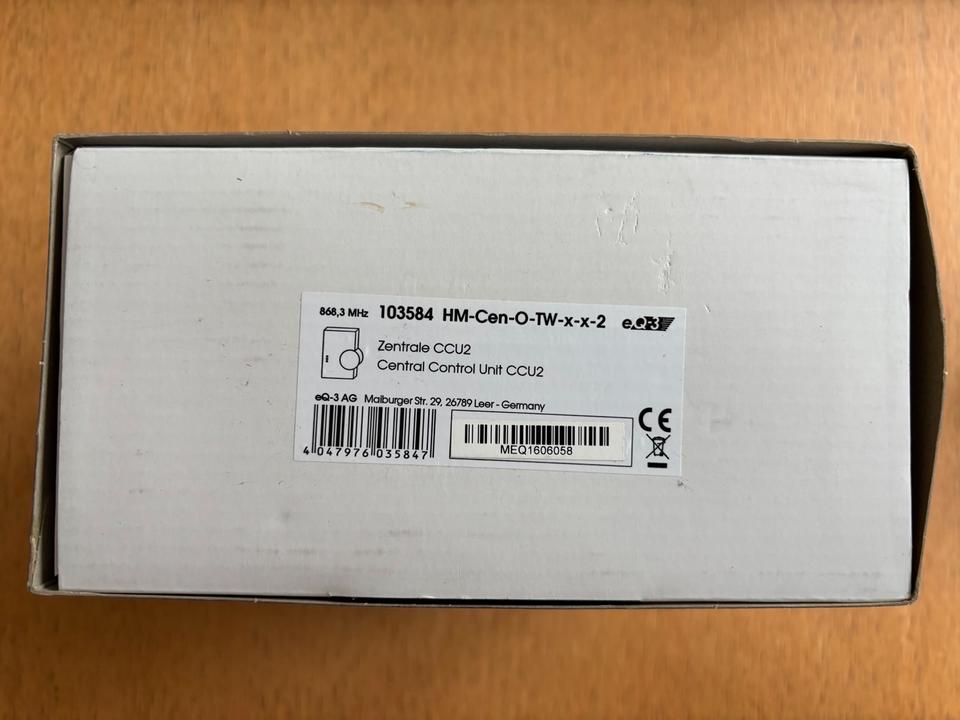 868,3 MHz 103584 HM-Cen-O-TW-x-x-2 eQ-3
Zentrale CCU2
Central Control Unit CCU2
eQ-3 AG Maiburger Str. 29, 26789 Leer - Germany
4 047976 035847
MEQ1606058
CE